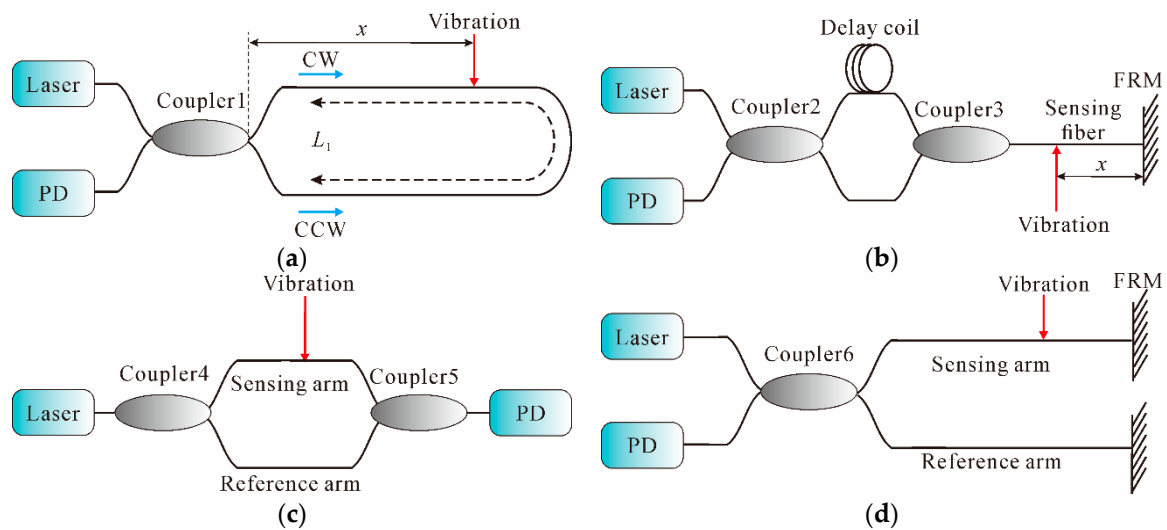 Vibration
x
CW
Laser
Coupler1
L1
PD
CCW
(a)
Delay coil
FRM
Laser
Coupler2
Coupler3
Sensing
fiber
PD
x
Vibration
(b)
Vibration
Coupler4
Sensing arm
Coupler5
Laser
PD
Reference arm
(c)
Vibration
FRM
Laser
Coupler6
Sensing arm
PD
Reference arm
(d)